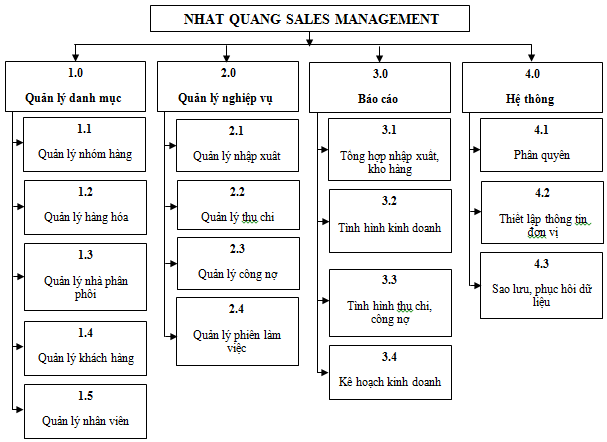 NHAT QUANG SALES MANAGEMENT
1.0
Quản lý danh mục
1.1
Quản lý nhóm hàng
1.2
Quản lý hàng hóa
1.3
Quản lý nhà phân
phối
1.4
Quản lý khách hàng
1.5
Quản lý nhân viên
2.0
Quản lý nghiệp vụ
2.1
Quản lý nhập xuất
2.2
Quản lý thu chi
2.3
Quản lý công nợ
2.4
Quản lý phiên làm
việc
3.0
Báo cáo
3.1
Tổng hợp nhập xuất,
kho hàng
3.2
Tình hình kinh doanh
3.3
Tình hình thu chi,
công nợ
3.4
Kế hoạch kinh doanh
4.0
Hệ thống
4.1
Phân quyền
4.2
Thiết lập thông tin
đơn vị
4.3
Sao lưu, phục hồi dữ
liệu